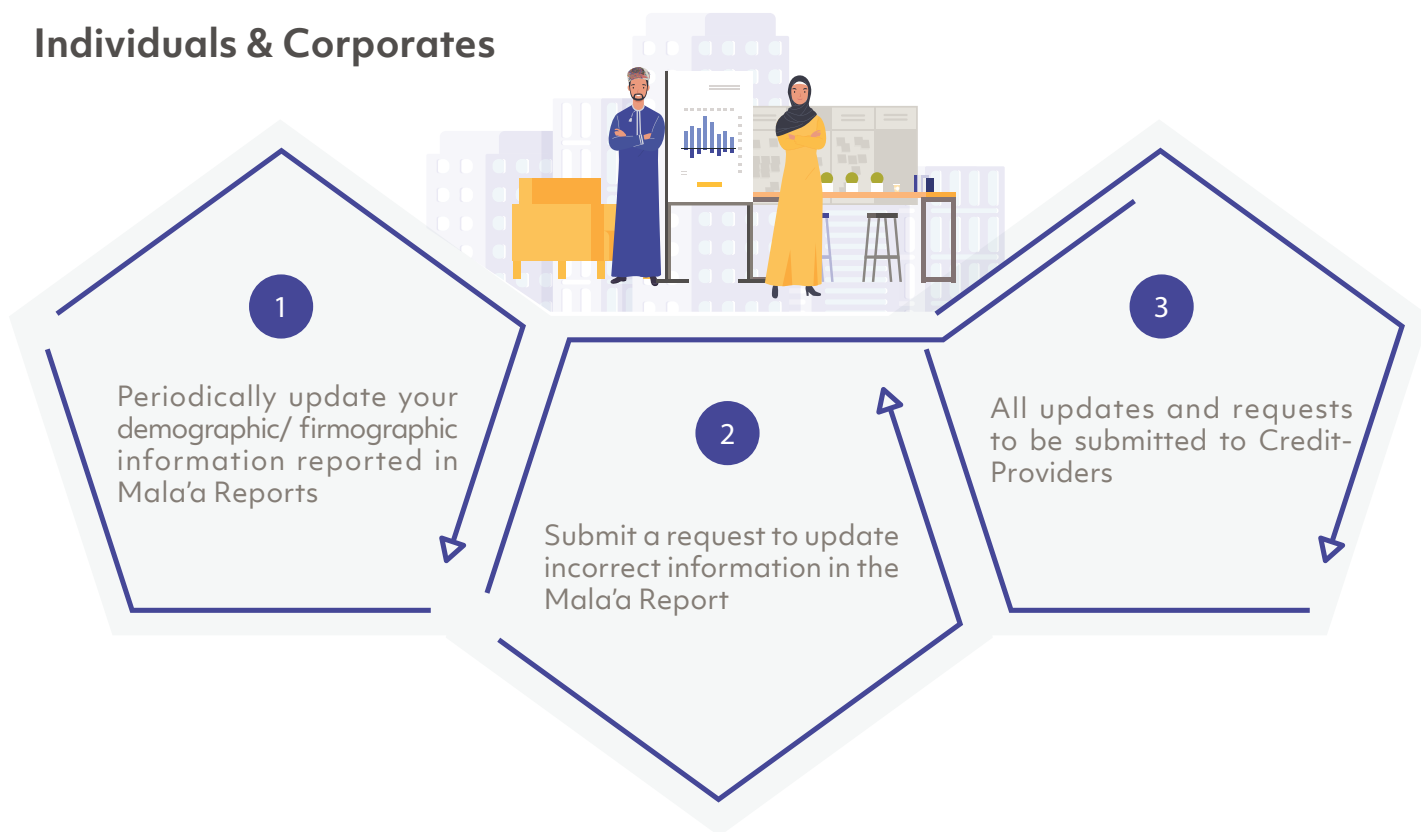 Individuals & Corporates
1
Periodically update your
demographic/ firmographic
information reported in
Mala’a Reports
2
Submit a request to update
incorrect information in the
Mala’a Report
3
All updates and requests
to be submitted to Credit-
Providers